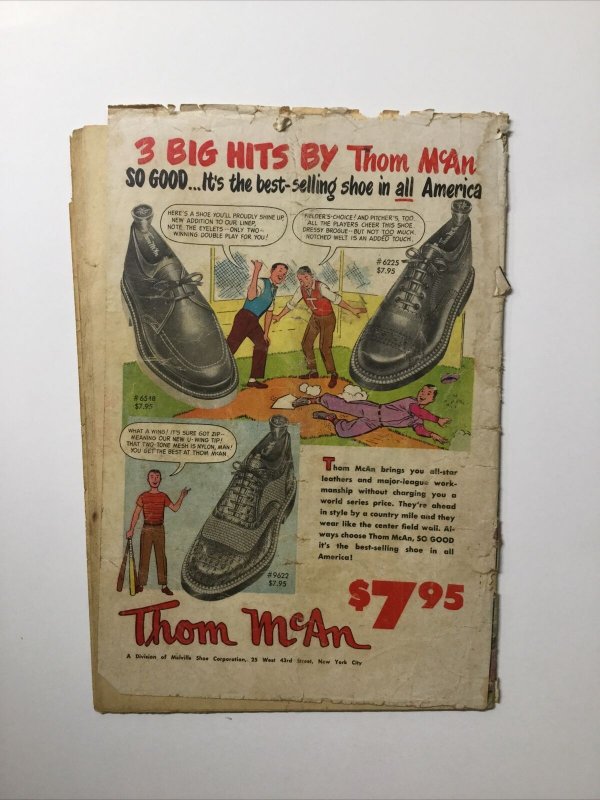 3 BIG HITS BY Thom McAn
SO GOOD...It's the best-selling shoe in all America
HERE'S A SHOE YOU'LL PROUDLY SHINE UP.
NEW ADDITION TO OUR LINEP.
NOTE THE EYELETS - ONLY TWO -
WINNING DOUBLE PLAY FOR YOU!
FIELDER'S-CHOICE! AND PITCHER'S, TOO.
ALL THE PLAYERS CHEER THIS SHOE.
DRESSY BROGUE - BUT NOT TOO MUCK.
NOTCHED WELT IS AN ADDED TOUCH.
#6225
$7.95
#6548
$7.95
WHAT A WIND! IT'S SURE GOT ZIP-
MEANING OUR NEW U-WING TIP!
THAT TWO-TONE MESH IS NYLON, MAN!
YOU GET THE BEST AT THOM McAN.
#9622
$7.95
Thom McAn brings you all-star
leathers and major-league work-
manship without charging you a
world series price. They're ahead
in style by a country mile and they
wear like the center field wall. Al-
ways choose Thom McAn, SO GOOD
it's the best-selling shoe in all
America!
$7.95
Thom McAn
A Division of Melville Shoe Corporation, 25 West 43rd Street, New York City